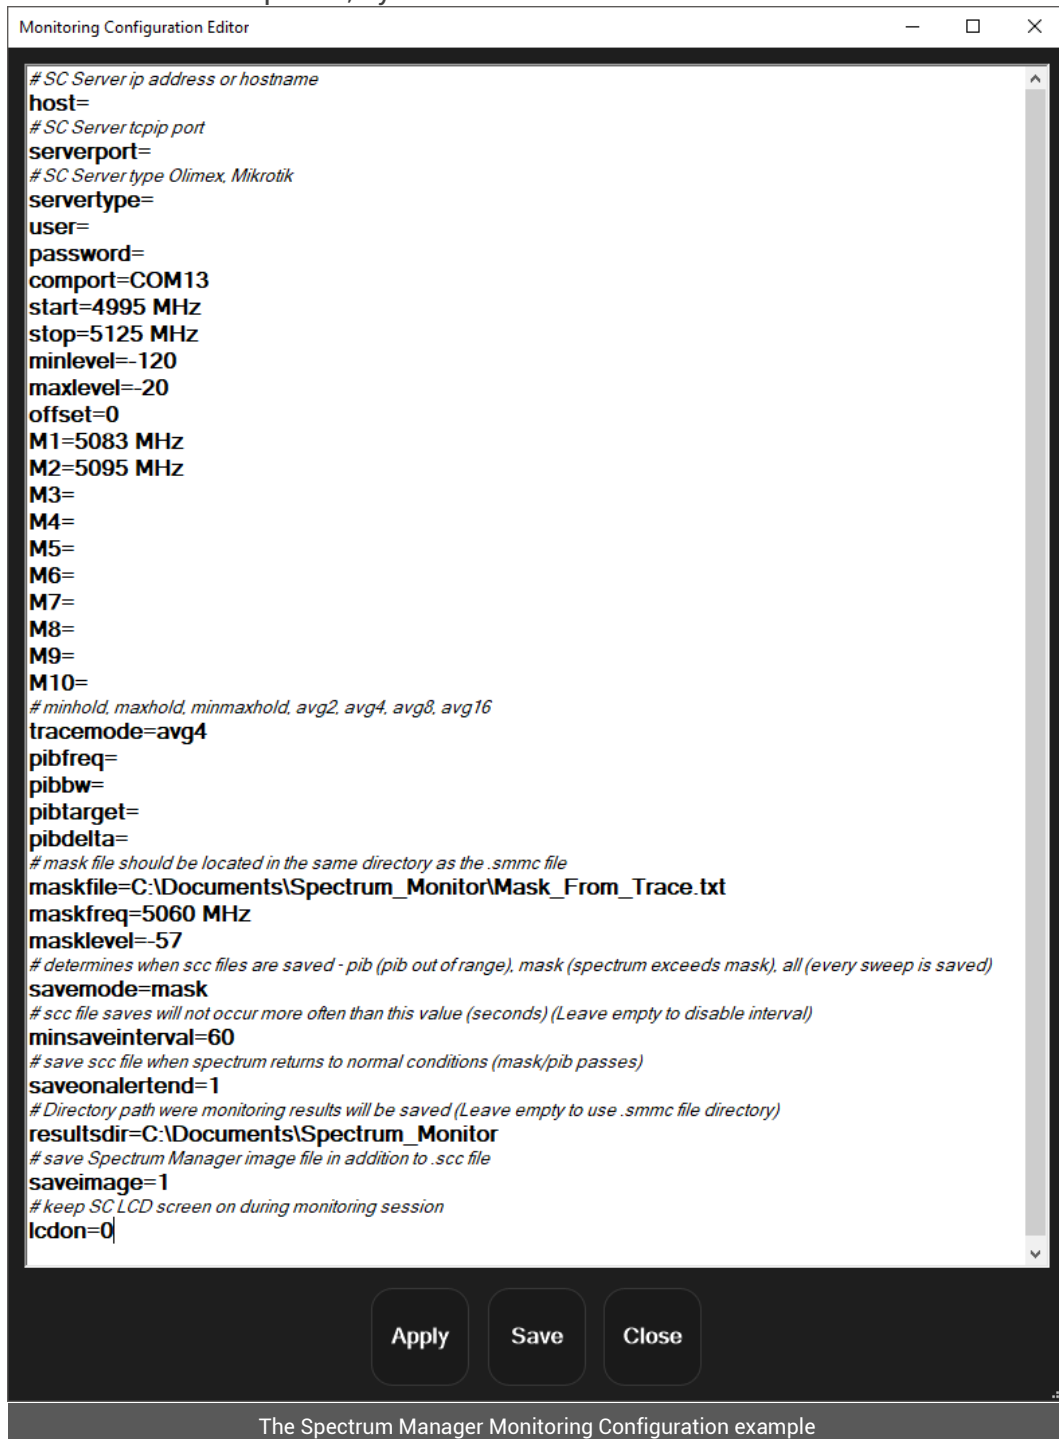 Monitoring Configuration Editor
# SC Server ip address or hostname
host=
# SC Server tcpip port
serverport=
# SC Server type Olimex, Mikrotik
servertype=
user=
password=
comport=COM13
start=4995 MHz
stop=5125 MHz
minlevel=-120
maxlevel=-20
offset=0
M1=5083 MHz
M2=5095 MHz
M3=
M4=
M5=
M6=
M7=
M8=
M9=
M10=
# minhold, maxhold, minmaxhold, avg2, avg4, avg8, avg16
tracemode=avg4
pibfreq=
pibbw=
pibtarget=
pibdelta=
# mask file should be located in the same directory as the .smmc file
maskfile=C:\Documents\Spectrum_Monitor\Mask_From_Trace.txt
maskfreq=5060 MHz
masklevel=-57
# determines when scc files are saved - pib (pib out of range), mask (spectrum exceeds mask), all (every sweep is saved)
savemode=mask
# scc file saves will not occur more often than this value (seconds) (Leave empty to disable interval)
minsaveinterval=60
# save scc file when spectrum returns to normal conditions (mask/pib passes)
saveonalertend=1
# Directory path were monitoring results will be saved (Leave empty to use .smmc file directory)
resultsdir=C:\Documents\Spectrum_Monitor
# save Spectrum Manager image file in addition to .scc file
saveimage=1
# keep SC LCD screen on during monitoring session
lcdon=0
Apply Save Close
The Spectrum Manager Monitoring Configuration example